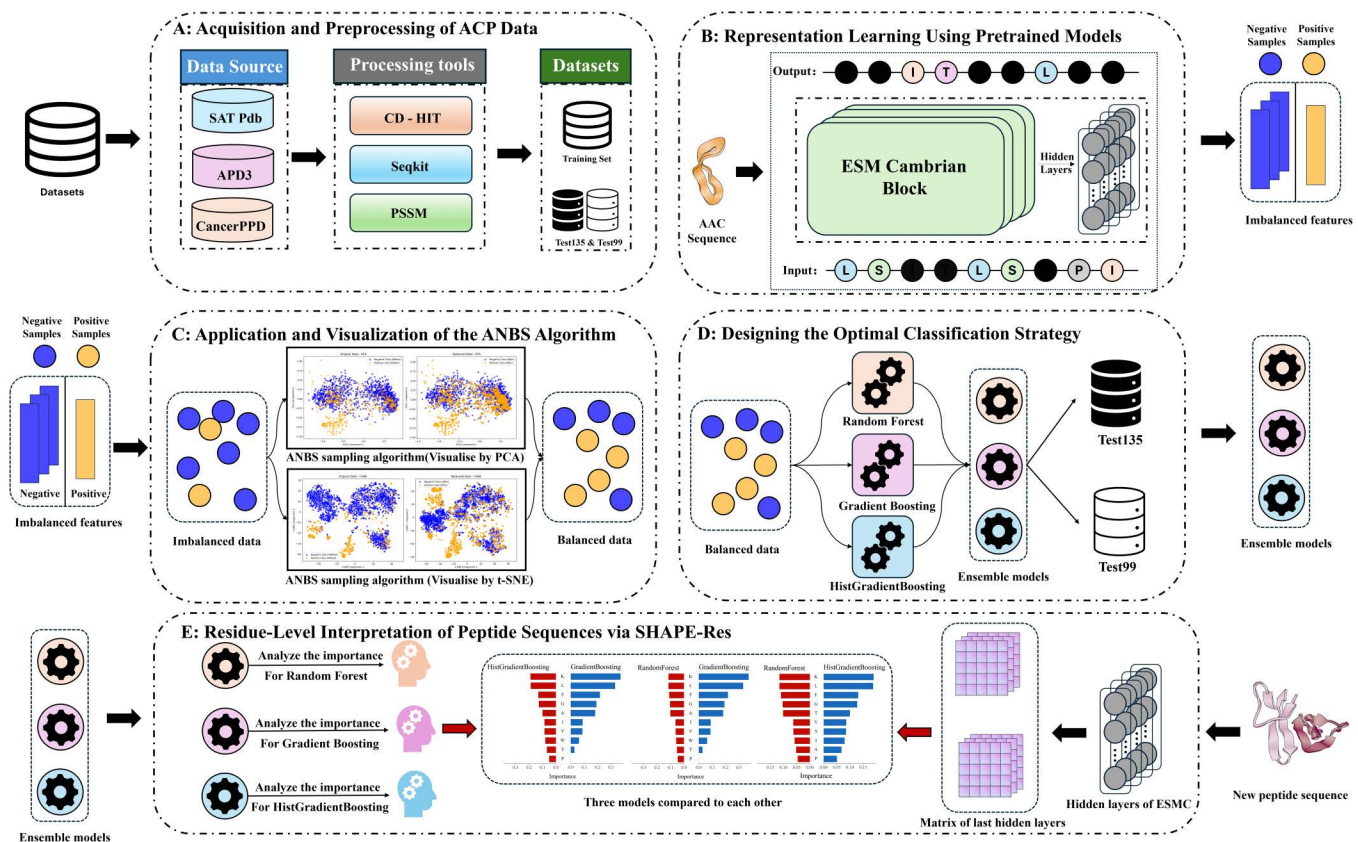 A: Acquisition and Preprocessing of ACP Data
Data Source
Processing tools
Datasets
SAT Pdb
APD3
CancerPPD
CD - HIT
Seqkit
PSSM
Training Set
Test135 & Test99
Datasets
B: Representation Learning Using Pretrained Models
Output:
I T L
ESM Cambrian
Block
Hidden
Layers
AAC
Sequence
Input:
L S L S P I
Negative
Samples
Positive
Samples
Imbalanced features
Negative
Samples
Positive
Samples
Negative
Positive
Imbalanced features
C: Application and Visualization of the ANBS Algorithm
Imbalanced data
ANBS sampling algorithm(Visualise by PCA)
ANBS sampling algorithm (Visualise by t-SNE)
Balanced data
D: Designing the Optimal Classification Strategy
Balanced data
Random Forest
Gradient Boosting
HistGradientBoosting
Ensemble models
Test135
Test99
Ensemble models
E: Residue-Level Interpretation of Peptide Sequences via SHAPE-Res
Ensemble models
Analyze the importance
For Random Forest
Analyze the importance
For Gradient Boosting
Analyze the importance
For HistGradientBoosting
HistGradientBoosting
GradientBoosting
RandomForest
GradientBoosting
RandomForest
HistGradientBoosting
Importance
Importance
Importance
Three models compared to each other
Matrix of last hidden layers
Hidden layers of ESMC
New peptide sequence